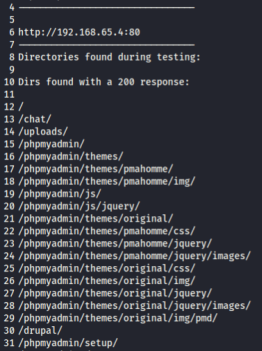 4 --------------------------------
5
6 http://192.168.65.4:80
7 --------------------------------
8 Directories found during testing:
9
10 Dirs found with a 200 response:
11
12 /
13 /chat/
14 /uploads/
15 /phpmyadmin/
16 /phpmyadmin/themes/
17 /phpmyadmin/themes/pmahomme/
18 /phpmyadmin/themes/pmahomme/img/
19 /phpmyadmin/js/
20 /phpmyadmin/js/jquery/
21 /phpmyadmin/themes/original/
22 /phpmyadmin/themes/pmahomme/css/
23 /phpmyadmin/themes/pmahomme/jquery/
24 /phpmyadmin/themes/pmahomme/jquery/images/
25 /phpmyadmin/themes/original/css/
26 /phpmyadmin/themes/original/img/
27 /phpmyadmin/themes/original/jquery/
28 /phpmyadmin/themes/original/jquery/images/
29 /phpmyadmin/themes/original/img/pmd/
30 /drupal/
31 /phpmyadmin/setup/